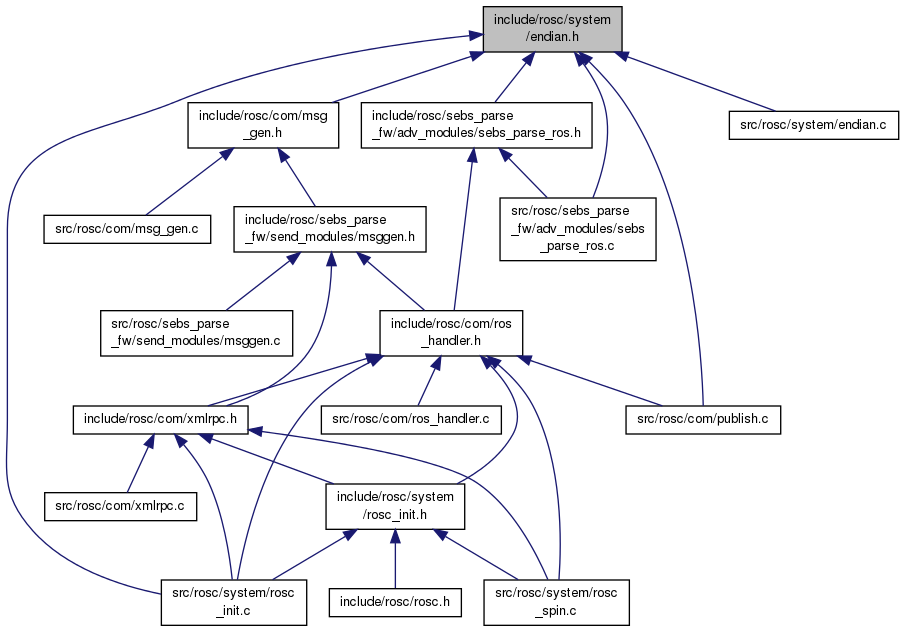 include/rosc/system
/endian.h
include/rosc/com/msg
_gen.h
include/rosc/sebs_parse
_fw/adv_modules/sebs_parse_ros.h
src/rosc/system/endian.c
src/rosc/com/msg_gen.c
include/rosc/sebs_parse
_fw/send_modules/msggen.h
src/rosc/sebs_parse
_fw/adv_modules/sebs
_parse_ros.c
src/rosc/sebs_parse
_fw/send_modules/msggen.c
include/rosc/com/ros
_handler.h
include/rosc/com/xmlrpc.h
src/rosc/com/ros_handler.c
src/rosc/com/publish.c
src/rosc/com/xmlrpc.c
include/rosc/system
/rosc_init.h
src/rosc/system/rosc
_init.c
include/rosc/rosc.h
src/rosc/system/rosc
_spin.c